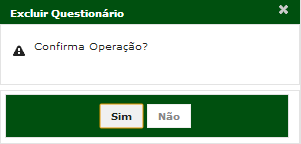 Excluir Questionário
Confirma Operação?
Sim Não